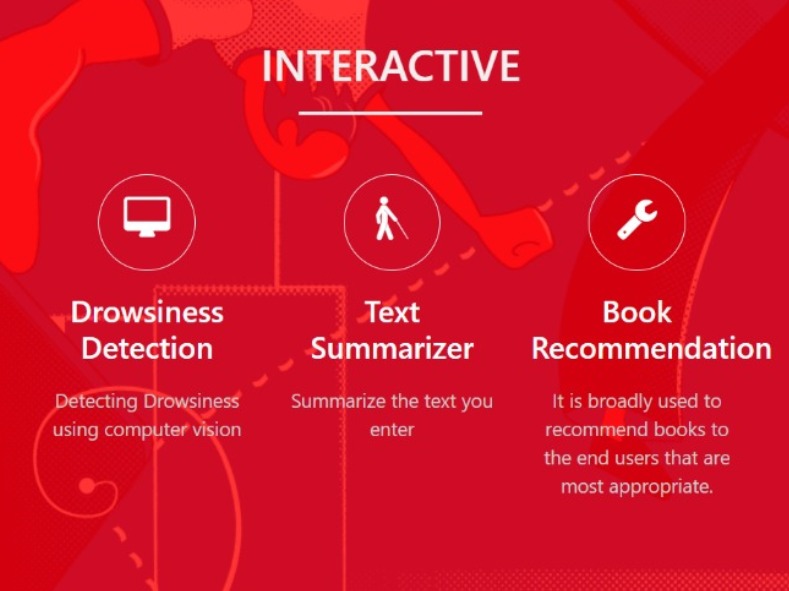 INTERACTIVE
Drowsiness
Detection
Detecting Drowsiness
using computer vision
Text
Summarizer
Summarize the text you
enter
Book
Recommendation
It is broadly used to
recommend books to
the end users that are
most appropriate.